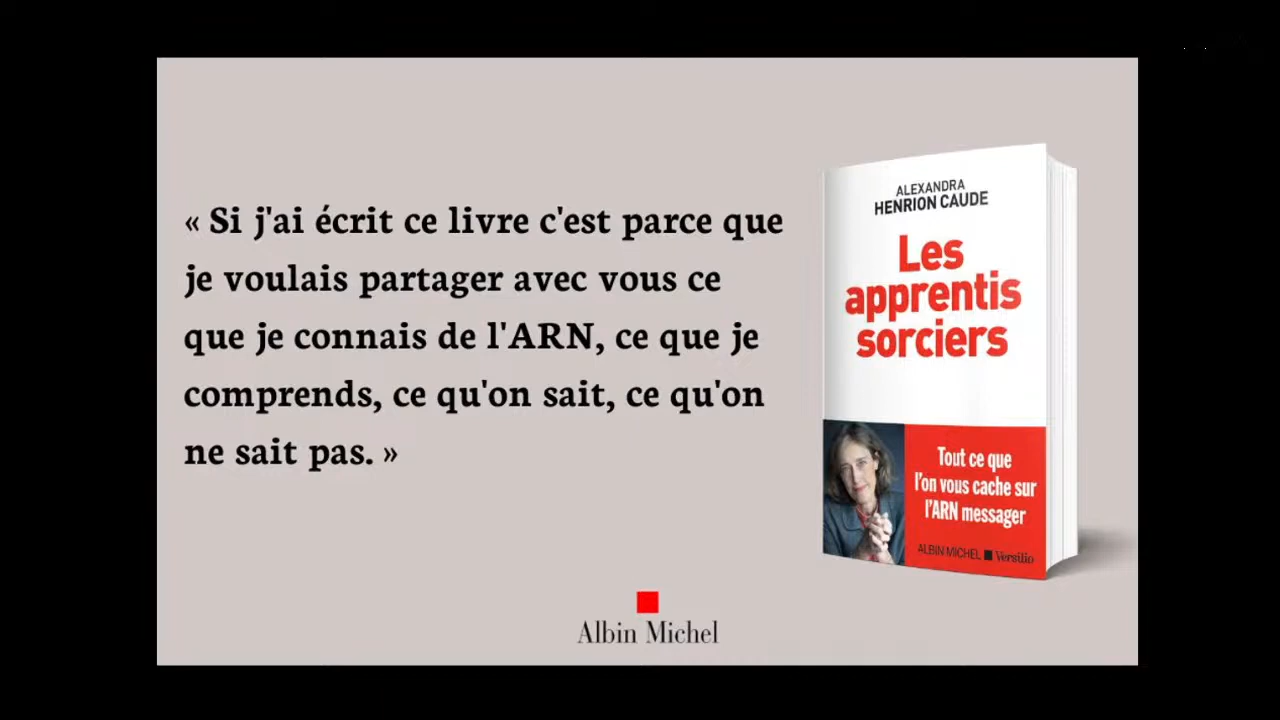 « Si j'ai écrit ce livre c'est parce que
je voulais partager avec vous ce
que je connais de l'ARN, ce que je
comprends, ce qu'on sait, ce qu'on
ne sait pas. »
ALEXANDRA
HENRION CAUDE
Les
apprentis
sorciers
Tout ce que
l'on vous cache sur
l'ARN messager
ALBIN MICHEL Versilio
Albin Michel